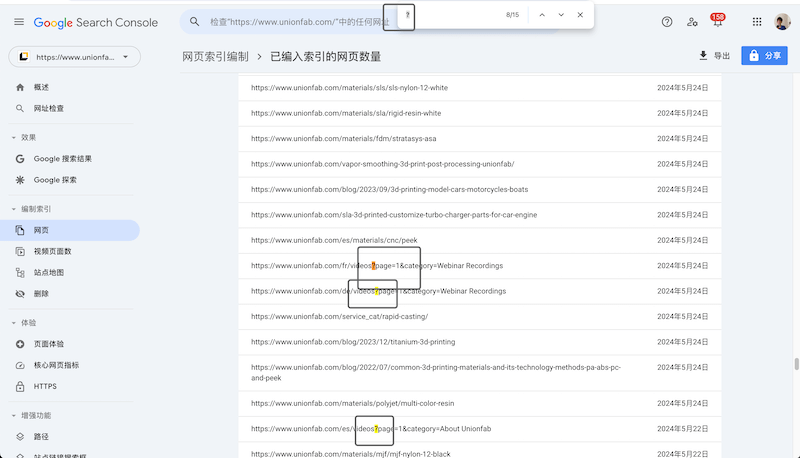 Google Search Console
检查"https://www.unionfab.com/"中的任何网址
?
8/15
158
https://www.unionf...
网页索引编制 > 已编入索引的网页数量
导出
分享
概述
网址检查
效果
Google 搜索结果
Google 探索
编制索引
网页
视频页面数
站点地图
删除
体验
页面体验
核心网页指标
HTTPS
增强功能
路径
站点链接搜索框
https://www.unionfab.com/materials/sls/sls-nylon-12-white 2024年5月24日
https://www.unionfab.com/materials/sla/rigid-resin-white 2024年5月24日
https://www.unionfab.com/materials/fdm/stratasys-asa 2024年5月24日
https://www.unionfab.com/vapor-smoothing-3d-print-post-processing-unionfab/ 2024年5月24日
https://www.unionfab.com/blog/2023/09/3d-printing-model-cars-motorcycles-boats 2024年5月24日
https://www.unionfab.com/sla-3d-printed-customize-turbo-charger-parts-for-car-engine 2024年5月24日
https://www.unionfab.com/es/materials/cnc/peek 2024年5月24日
https://www.unionfab.com/fr/videos?page=1&category=Webinar Recordings 2024年5月24日
https://www.unionfab.com/de/videos?page=1&category=Webinar Recordings 2024年5月24日
https://www.unionfab.com/service_cat/rapid-casting/ 2024年5月24日
https://www.unionfab.com/blog/2023/12/titanium-3d-printing 2024年5月24日
https://www.unionfab.com/blog/2022/07/common-3d-printing-materials-and-its-technology-methods-pa-abs-pc- 2024年5月24日
and-peek
https://www.unionfab.com/materials/polyjet/multi-color-resin 2024年5月24日
https://www.unionfab.com/es/videos?page=1&category=About Unionfab 2024年5月22日
https://www.unionfab.com/materials/mjf/mjf-nylon-12-black 2024年5月22日